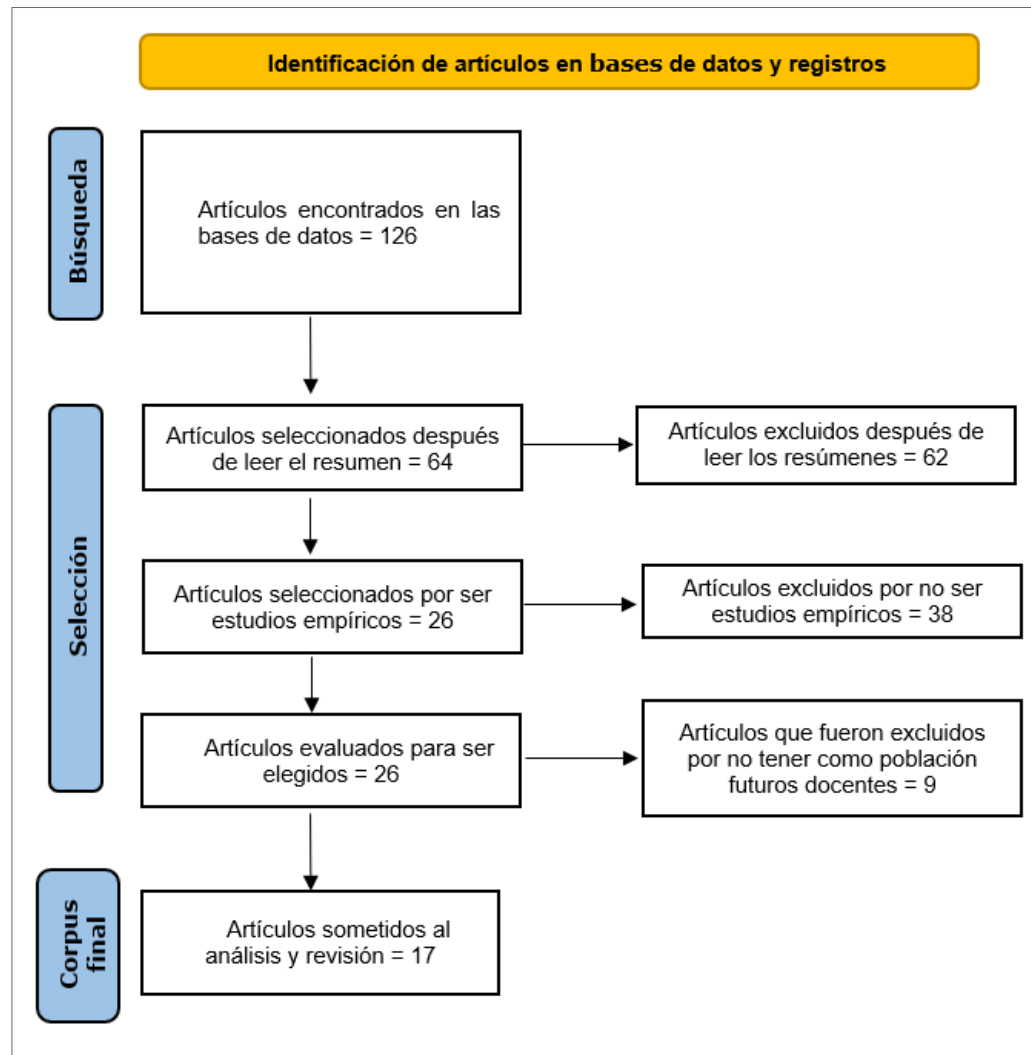 Identificación de artículos en bases de datos y registros
Búsqueda
Artículos encontrados en las
bases de datos = 126
Selección
Artículos seleccionados después
de leer el resumen = 64
Artículos excluidos después de
leer los resúmenes = 62
Artículos seleccionados por ser
estudios empíricos = 26
Artículos excluidos por no ser
estudios empíricos = 38
Artículos evaluados para ser
elegidos = 26
Artículos que fueron excluidos
por no tener como población
futuros docentes = 9
Corpus
final
Artículos sometidos al
análisis y revisión = 17